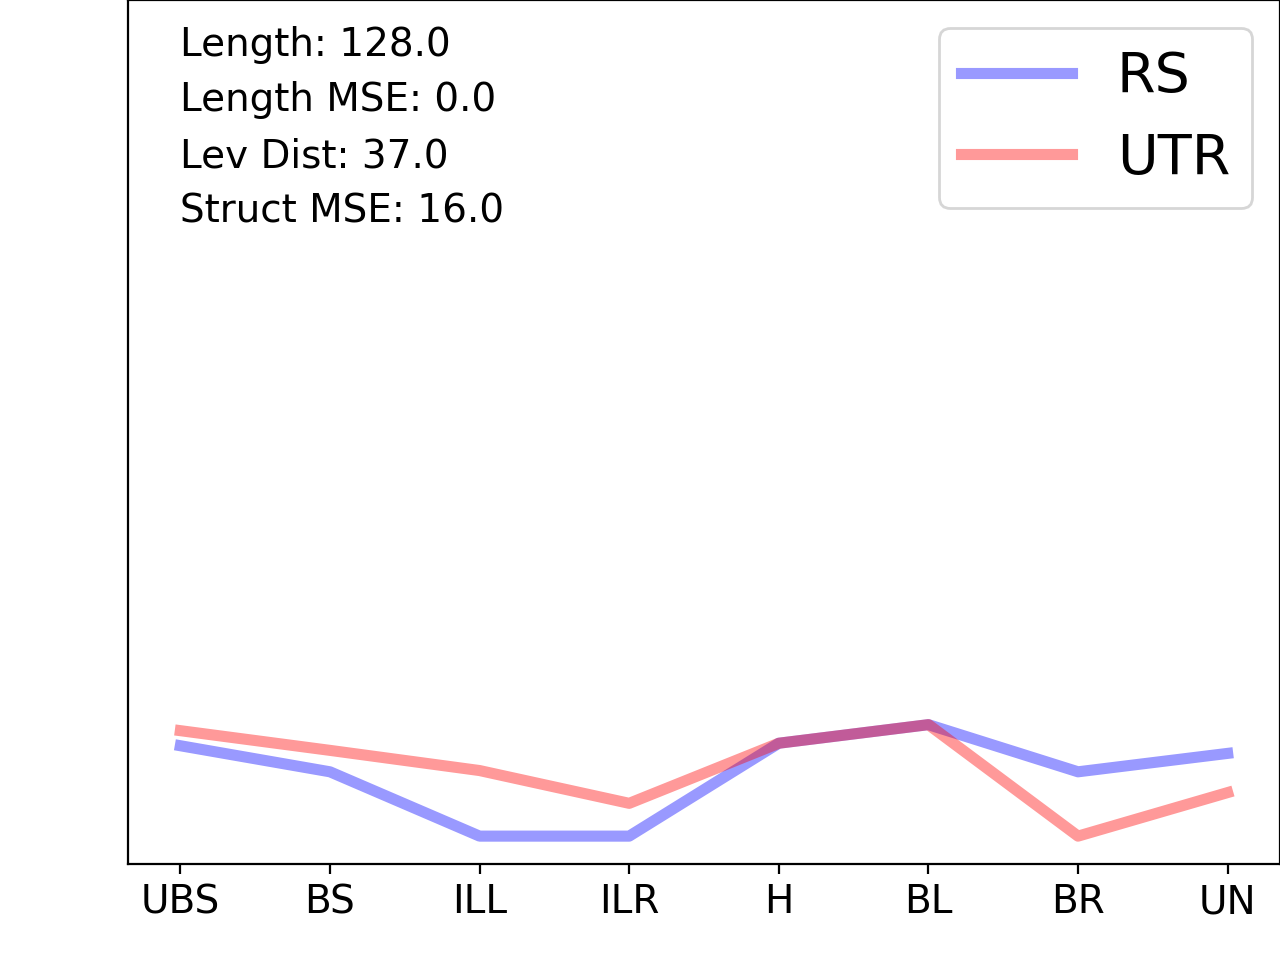 Length: 128.0
Length MSE: 0.0
Lev Dist: 37.0
Struct MSE: 16.0
RS
UTR
UBS BS ILL ILR H BL BR UN